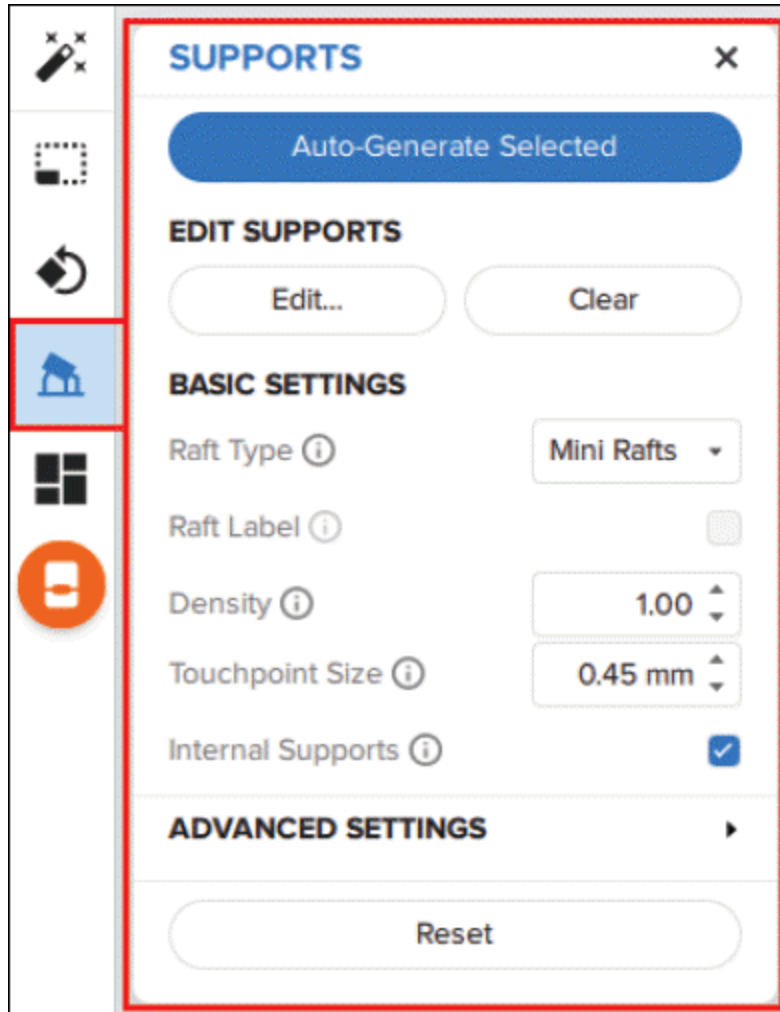 SUPPORTS
Auto-Generate Selected
EDIT SUPPORTS
Edit...
Clear
BASIC SETTINGS
Raft Type
Mini Rafts
Raft Label
Density
1.00
Touchpoint Size
0.45 mm
Internal Supports
ADVANCED SETTINGS
Reset